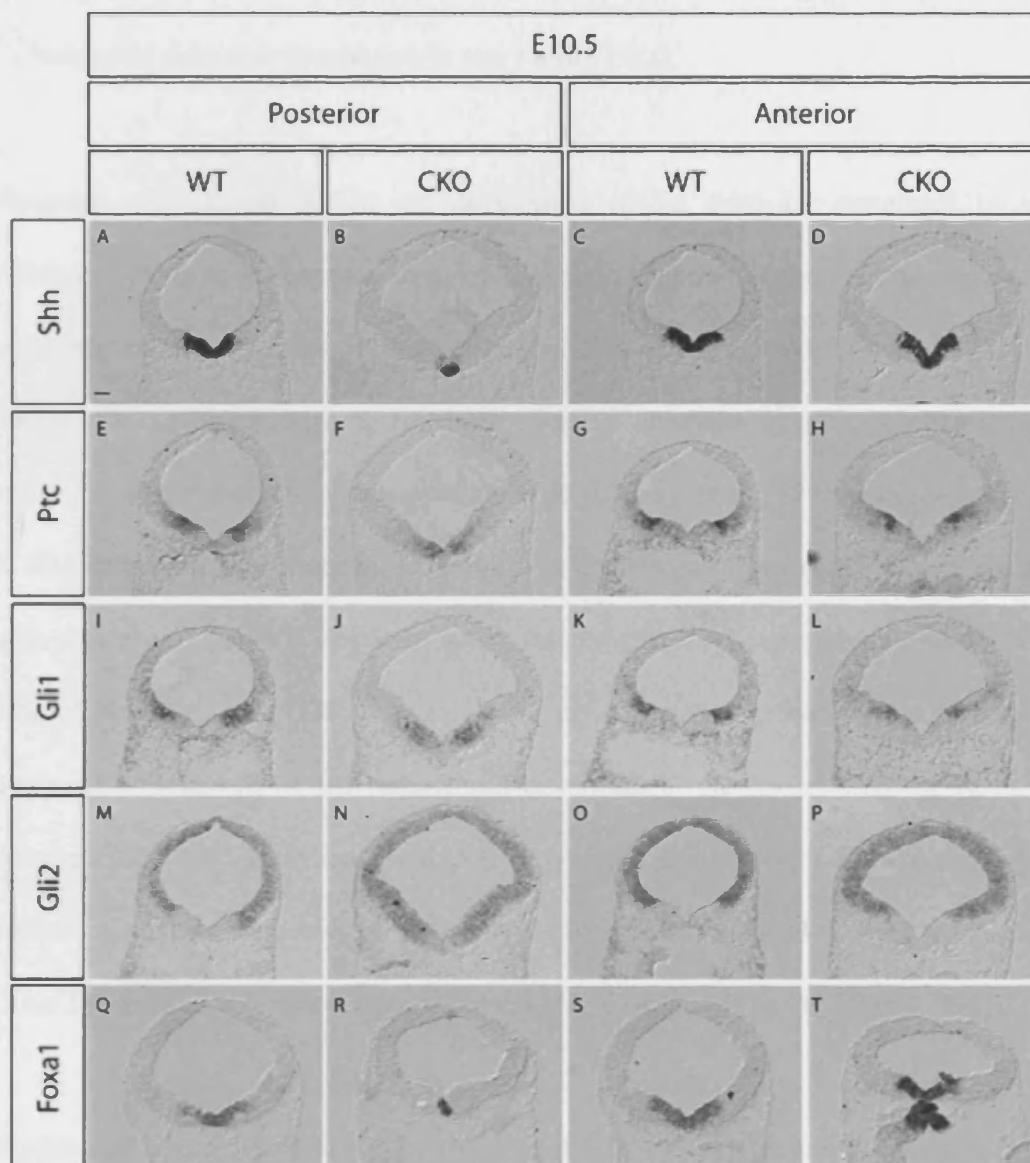 E10.5
Posterior Anterior
WT CKO WT CKO
Shh A B C D
Ptc E F G H
Gli1 I J K L
Gli2 M N O P
Foxa1 Q R S T